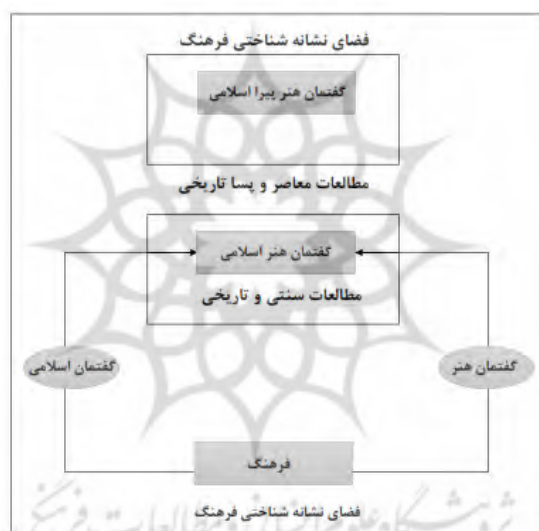 فضای نشانه شناختی فرهنگ
گفتمان هنر پیرا اسلامی
مطالعات معاصر و پسا تاریخی
گفتمان هنر اسلامی
مطالعات سنتی و تاریخی
گفتمان هنر
گفتمان اسلامی
فرهنگ
فضای نشانه شناختی فرهنگ